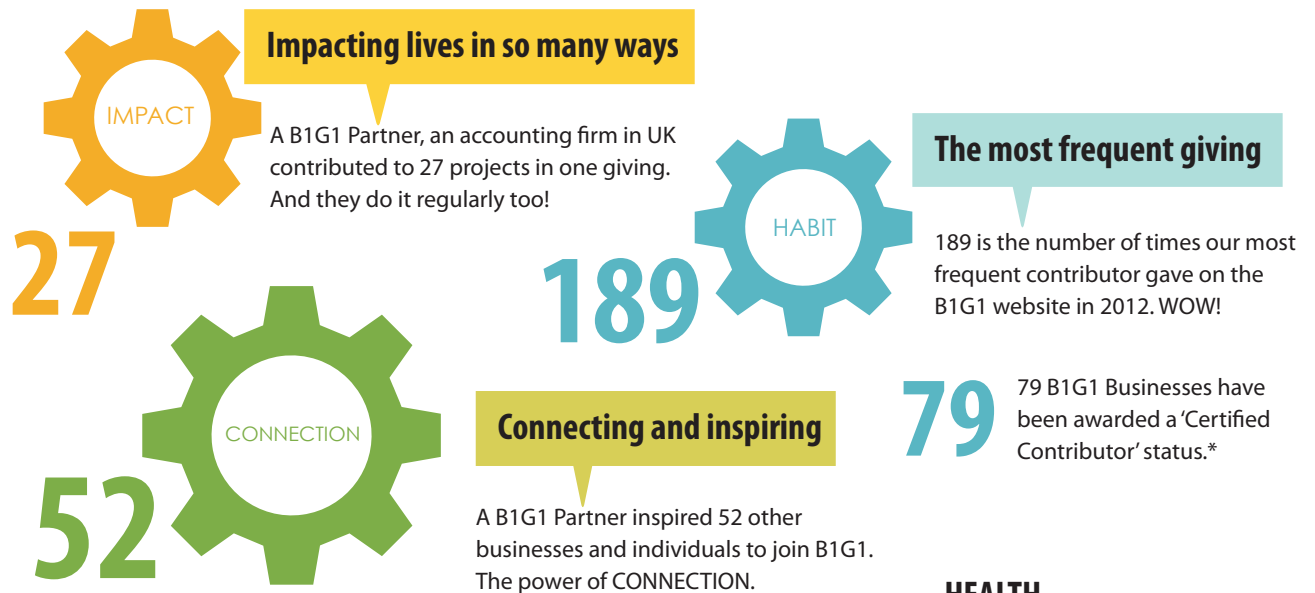 IMPACT
27
Impacting lives in so many ways
A B1G1 Partner, an accounting firm in UK
contributed to 27 projects in one giving.
And they do it regularly too!
HABIT
189
The most frequent giving
189 is the number of times our most
frequent contributor gave on the
B1G1 website in 2012. WOW!
79
79 B1G1 Businesses have
been awarded a ‘Certified
Contributor’ status.*
CONNECTION
52
Connecting and inspiring
A B1G1 Partner inspired 52 other
businesses and individuals to join B1G1.
The power of CONNECTION.
HEALTH